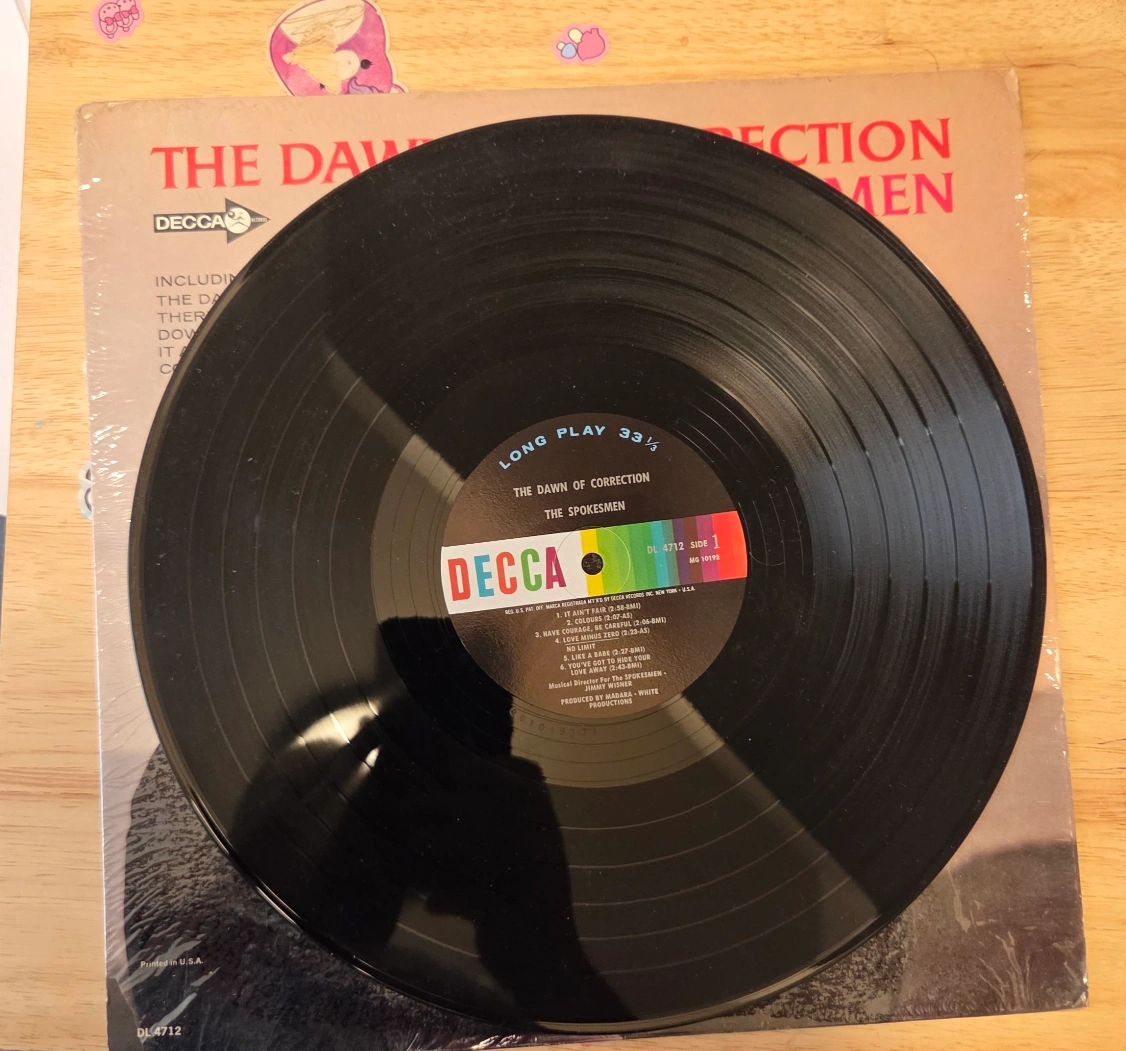 THE DAW ECTION
MEN
DECCA RECORDS
INCLUDIN
THE DA
THER
DOW
IT A
CO
LONG PLAY 33 1/3
THE DAWN OF CORRECTION
THE SPOKESMEN
DECCA
DL 4712 SIDE 1
MG 10193
REG. U.S. PAT. OFF. MARCA REGISTRADA M'F'R'D BY DECCA RECORDS INC. NEW YORK • U.S.A.
1. IT AIN'T FAIR (2:58-BMI)
2. COLOURS (2:07-AS)
3. HAVE COURAGE, BE CAREFUL (2:06-BMI)
4. LOVE MINUS ZERO (2:23-AS)
NO LIMIT
5. LIKE A BABE (2:27-BMI)
6. YOU'VE GOT TO HIDE YOUR
LOVE AWAY (2:43-BMI)
Musical Director For The SPOKESMEN -
JIMMY WISNER
PRODUCED BY MADARA - WHITE
PRODUCTIONS
Printed in U.S.A.
DL 4712